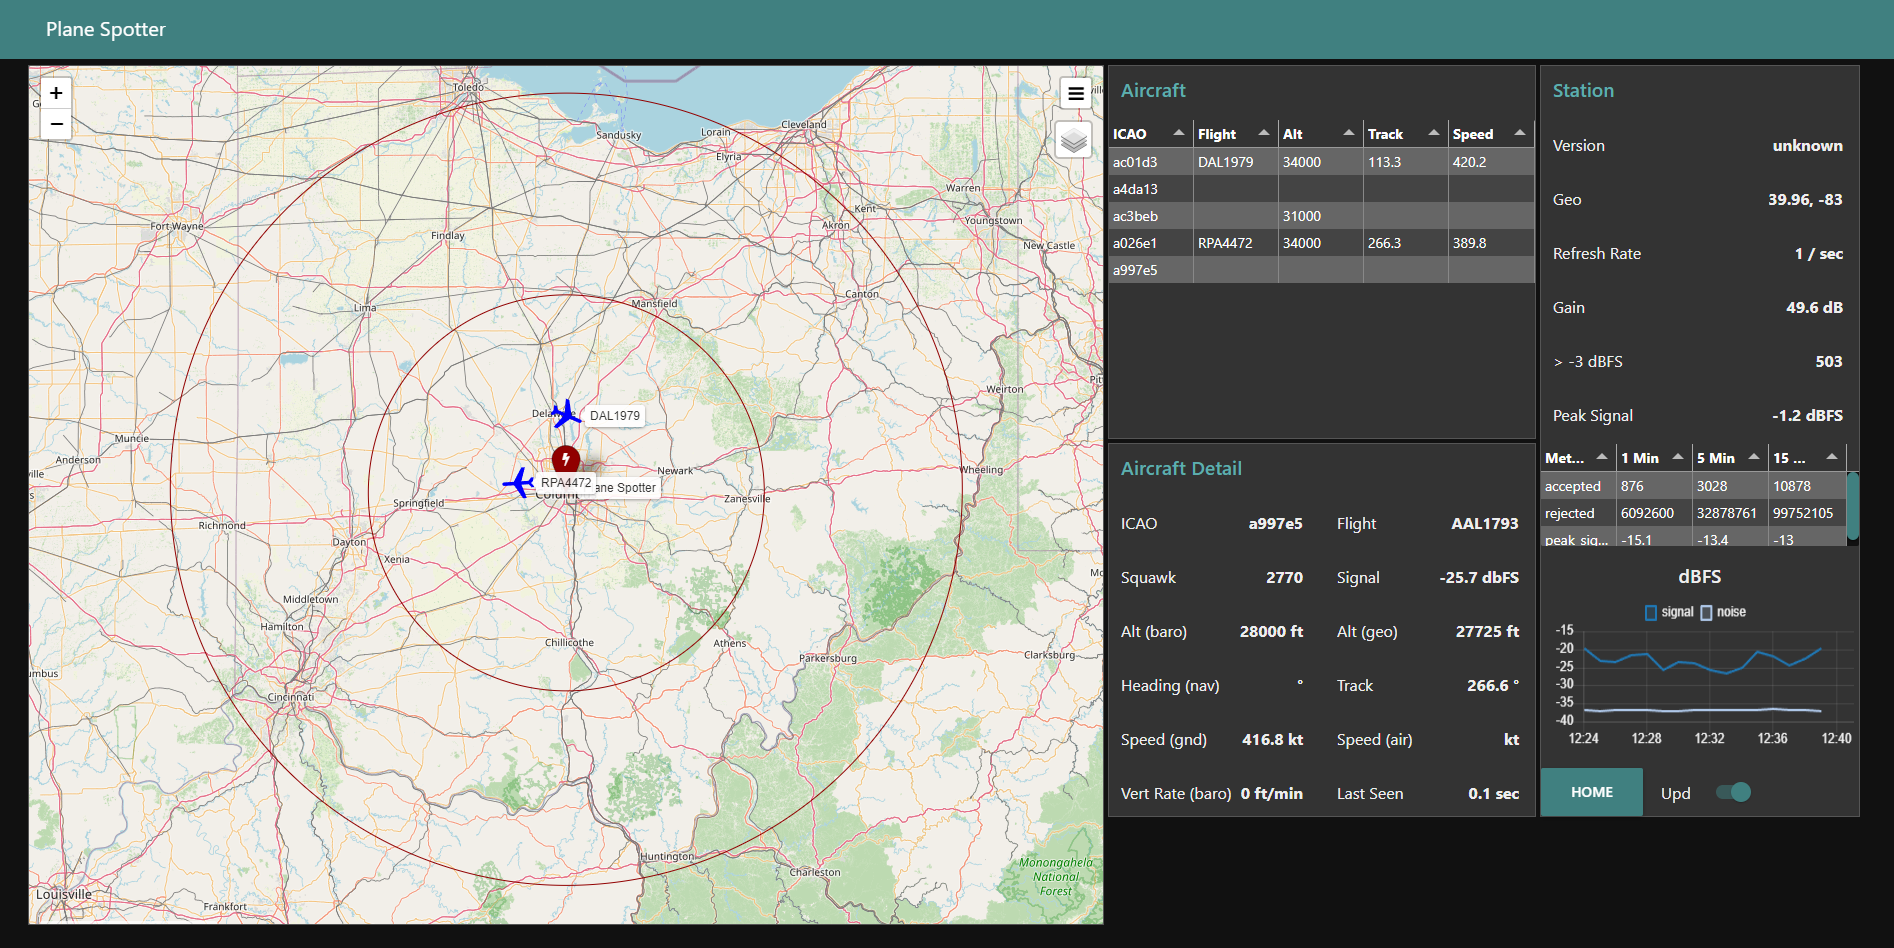 Plane Spotter
+
−
Toledo
Cleveland
Sandusky
Lorain
Elyria
Warren
Kent
Akron
Youngstown
New Castle
Fort Wayne
Findlay
Canton
Mansfield
Lima
Weirton
Delaw
DAL1979
Muncie
Anderson
Newark
Wheeling
RPA4472
Plane Spotter
Springfield
Zanesville
Richmond
Dayton
Xenia
Middletown
Hamilton
Chillicothe
Athens
Parkersburg
Clarksburg
Cincinnati
Huntington
Charleston
Monongahela
National
Forest
Louisville
Frankfort
Aircraft
ICAO Flight Alt Track Speed
ac01d3 DAL1979 34000 113.3 420.2
a4da13
ac3beb 31000
a026e1 RPA4472 34000 266.3 389.8
a997e5
Aircraft Detail
ICAO a997e5 Flight AAL1793
Squawk 2770 Signal -25.7 dbFS
Alt (baro) 28000 ft Alt (geo) 27725 ft
Heading (nav) ° Track 266.6 °
Speed (gnd) 416.8 kt Speed (air) kt
Vert Rate (baro) 0 ft/min Last Seen 0.1 sec
Station
Version unknown
Geo 39.96, -83
Refresh Rate 1 / sec
Gain 49.6 dB
> -3 dBFS 503
Peak Signal -1.2 dBFS
Met... 1 Min 5 Min 15 ...
accepted 876 3028 10878
rejected 6092600 32878761 99752105
peak sig... -15.1 -13.4 -13
dBFS
signal noise
-15
-20
-25
-30
-35
-40
12:24 12:28 12:32 12:36 12:40
HOME Upd